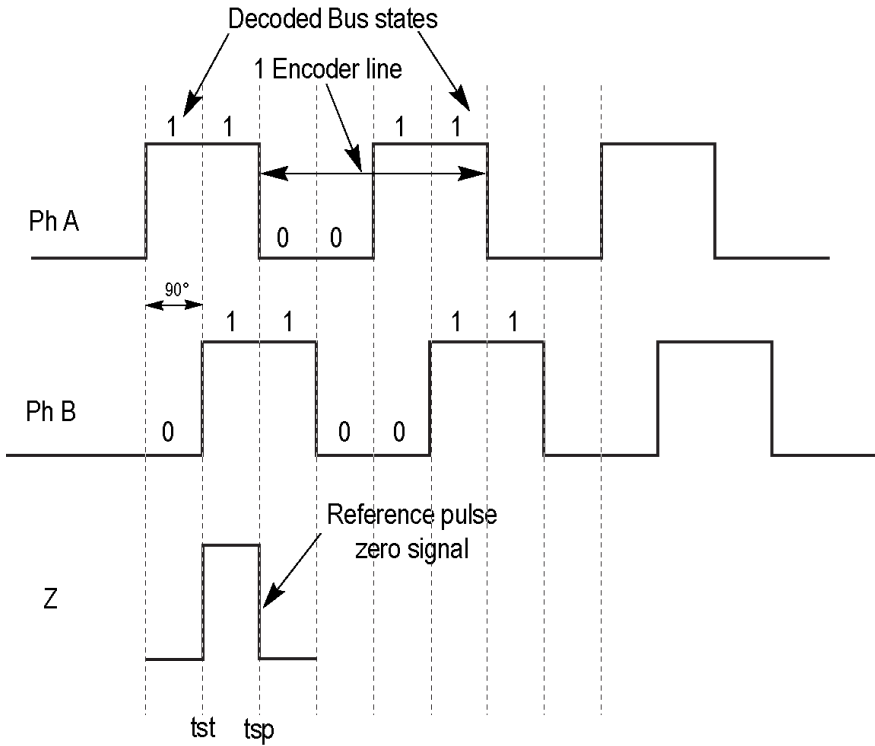 Decoded Bus states
1 Encoder line
1 1 1 1
Ph A
0 0
90°
1 1 1 1
Ph B
0 0 0
Reference pulse
zero signal
Z
tst tsp